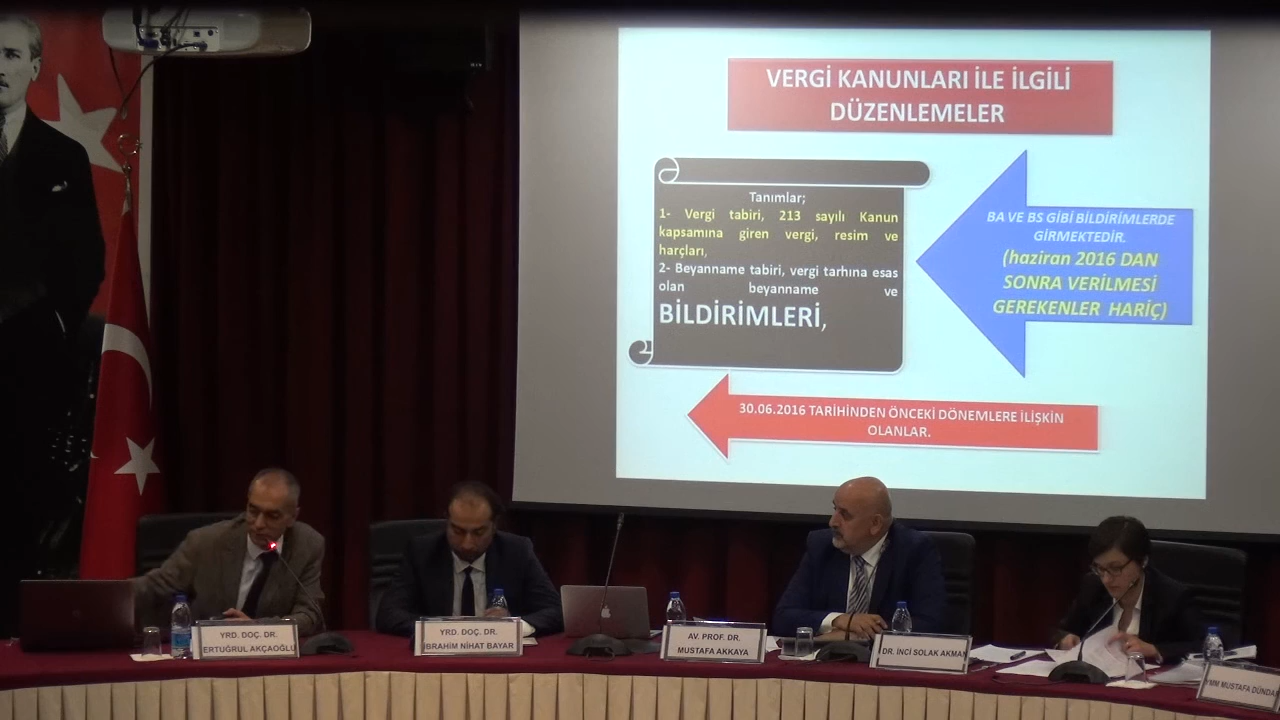 VERGİ KANUNLARI İLE İLGİLİ
DÜZENLEMELER
Tanımlar;
1- Vergi tabiri, 213 sayılı Kanun
kapsamına giren vergi, resim ve
harçları,
2- Beyanname tabiri, vergi tarhına esas
olan beyanname ve
BİLDİRİMLERİ,
BA VE BS GİBİ BİLDİRİMLERDE
GİRMEKTEDİR.
(haziran 2016 DAN
SONRA VERİLMESİ
GEREKENLER HARİÇ)
30.06.2016 TARİHİNDEN ÖNCEKİ DÖNEMLERE İLİŞKİN
OLANLAR.
YRD. DOÇ. DR.
ERTUĞRUL AKÇAOĞLU
YRD. DOÇ. DR.
İBRAHİM NİHAT BAYAR
AV. PROF. DR.
MUSTAFA AKKAYA
DR. İNCİ SOLAK AKMAN
YMM MUSTAFA DÜNDAR